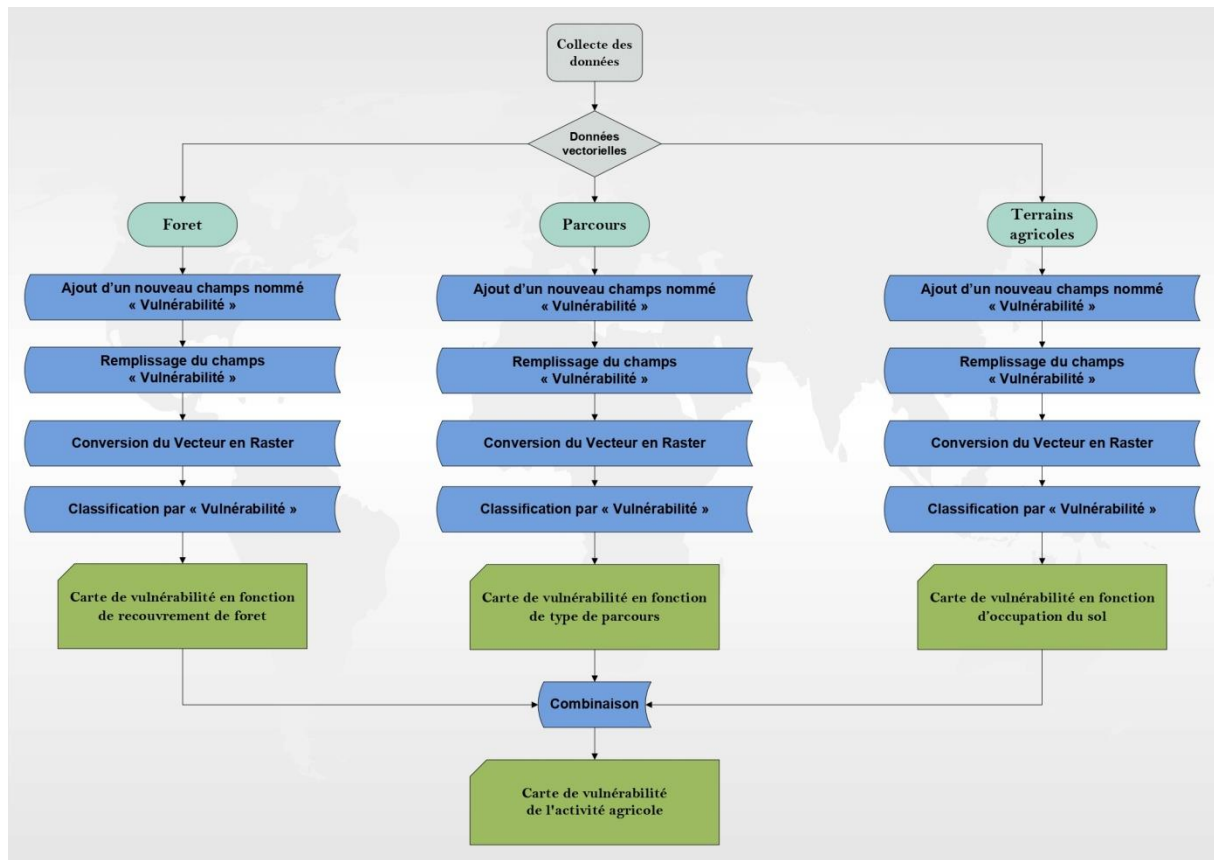 Collecte des
données
Données
vectorielles
Foret
Parcours
Terrains
agricoles
Ajout d'un nouveau champs nommé
« Vulnérabilité »
Ajout d'un nouveau champs nommé
« Vulnérabilité »
Ajout d'un nouveau champs nommé
« Vulnérabilité »
Remplissage du champs
« Vulnérabilité »
Remplissage du champs
« Vulnérabilité »
Remplissage du champs
« Vulnérabilité »
Conversion du Vecteur en Raster
Conversion du Vecteur en Raster
Conversion du Vecteur en Raster
Classification par « Vulnérabilité »
Classification par « Vulnérabilité »
Classification par « Vulnérabilité »
Carte de vulnérabilité en fonction
de recouvrement de foret
Carte de vulnérabilité en fonction
de type de parcours
Carte de vulnérabilité en fonction
d'occupation du sol
Combinaison
Carte de vulnérabilité
de l'activité agricole